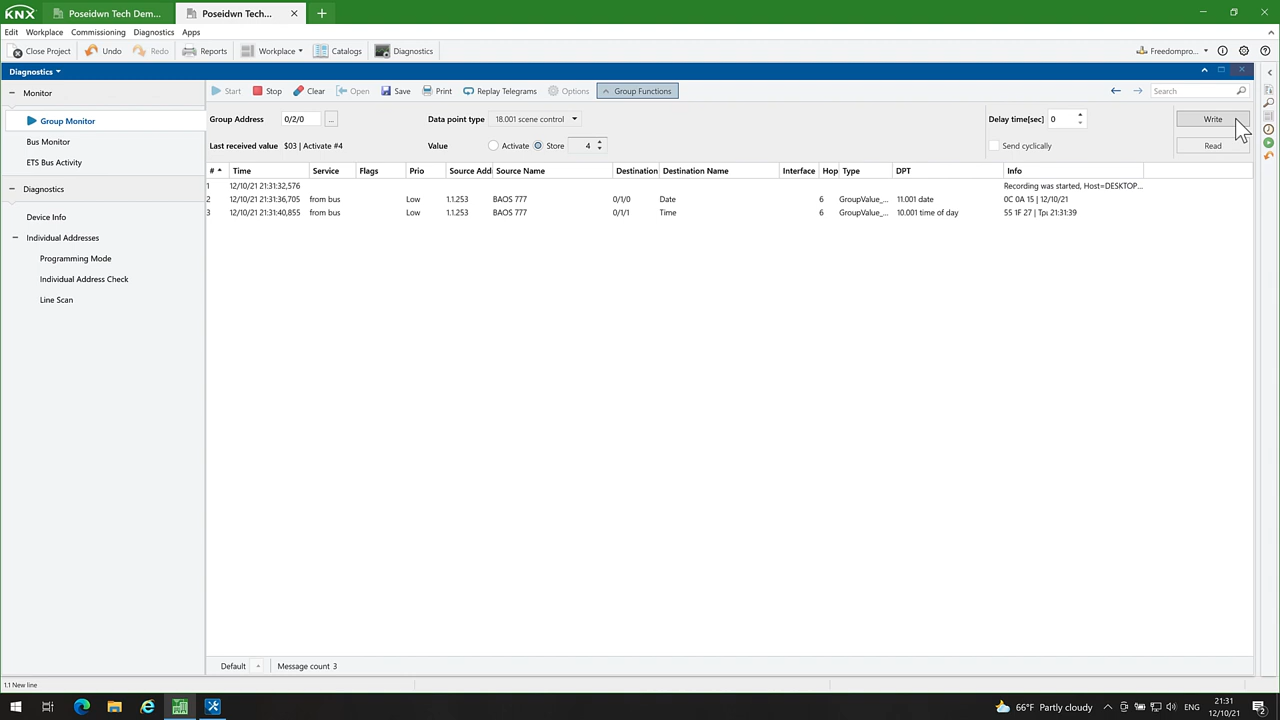 KNX Poseidwn Tech Dem... Poseidwn Tech...
Edit Workplace Commissioning Diagnostics Apps
Close Project Undo Redo Reports Workplace Catalogs Diagnostics Freedompro...
Diagnostics
Monitor
Group Monitor
Bus Monitor
ETS Bus Activity
Diagnostics
Device Info
Individual Addresses
Programming Mode
Individual Address Check
Line Scan
Start Stop Clear Open Save Print Replay Telegrams Options Group Functions Search
Group Address 0/2/0 ... Data point type 18.001 scene control Delay time[sec] 0 Write
Last received value $03 | Activate #4 Value Activate Store 4 Send cyclically Read
# Time Service Flags Prio Source Add Source Name Destination Destination Name Interface Hop Type DPT Info
1 12/10/21 21:31:32,576 Recording was started, Host=DESKTOP...
2 12/10/21 21:31:36,705 from bus Low 1.1.253 BAOS 777 0/1/0 Date 6 GroupValue_... 11.001 date 0C 0A 15 | 12/10/21
3 12/10/21 21:31:40,855 from bus Low 1.1.253 BAOS 777 0/1/1 Time 6 GroupValue_... 10.001 time of day 55 1F 27 | Τρι 21:31:39
Default Message count 3
1.1 New line
66°F Partly cloudy ENG 21:31
12/10/21